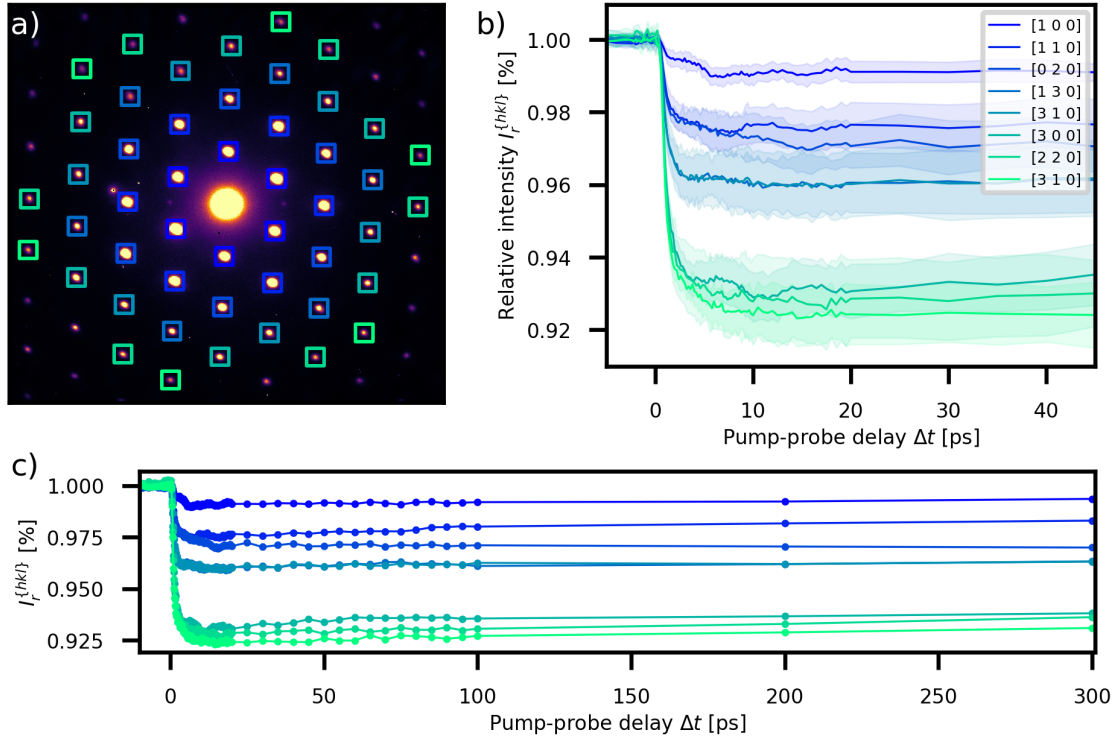 a)
b)
1.00
0.98
0.96
0.94
0.92
Relative intensity I_r^{hkl} [%]
[1 0 0]
[1 1 0]
[0 2 0]
[1 3 0]
[3 1 0]
[3 0 0]
[2 2 0]
[3 1 0]
0 10 20 30 40
Pump-probe delay Δt [ps]
c)
1.000
0.975
0.950
0.925
I_r^{hkl} [%]
0 50 100 150 200 250 300
Pump-probe delay Δt [ps]